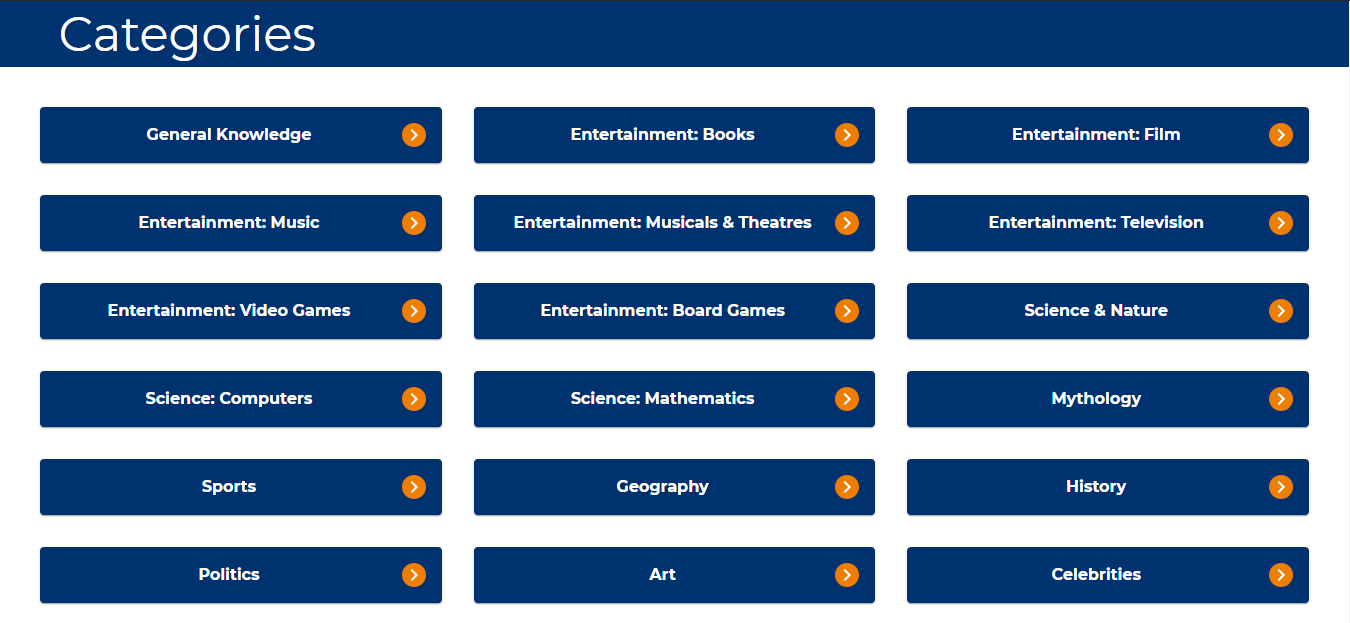 Categories
General Knowledge
Entertainment: Books
Entertainment: Film
Entertainment: Music
Entertainment: Musicals & Theatres
Entertainment: Television
Entertainment: Video Games
Entertainment: Board Games
Science & Nature
Science: Computers
Science: Mathematics
Mythology
Sports
Geography
History
Politics
Art
Celebrities